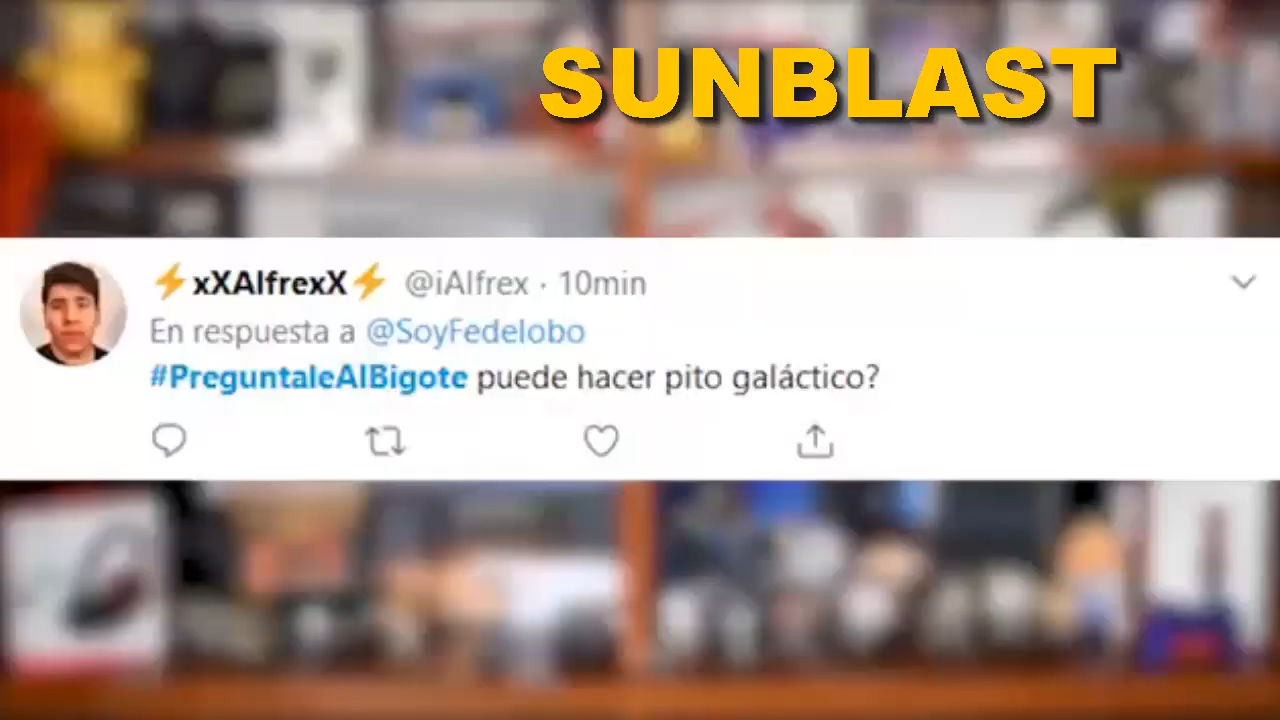 SUNBLAST
⚡xXAlfrexX⚡ @iAlfrex · 10min
En respuesta a @SoyFedelobo
#PreguntaleAlBigote puede hacer pito galáctico?